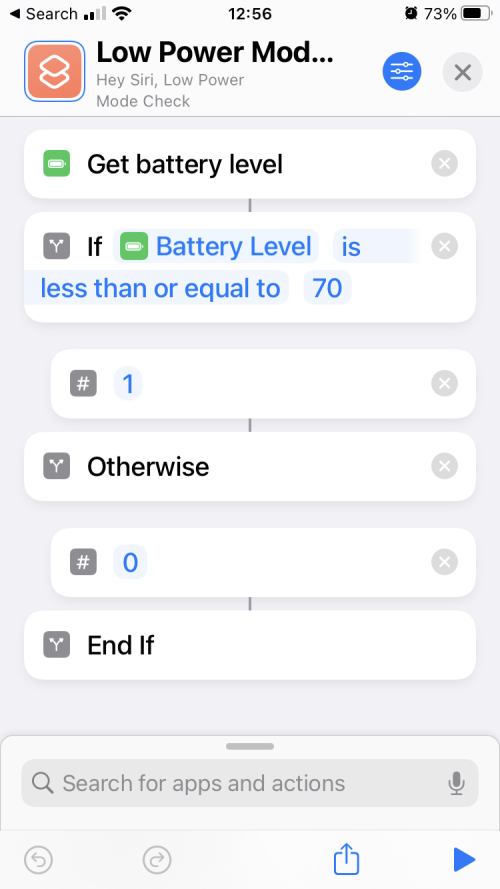 Search 12:56 73%
Low Power Mod...
Hey Siri, Low Power
Mode Check
Get battery level
If Battery Level is
less than or equal to 70
# 1
Otherwise
# 0
End If
Search for apps and actions